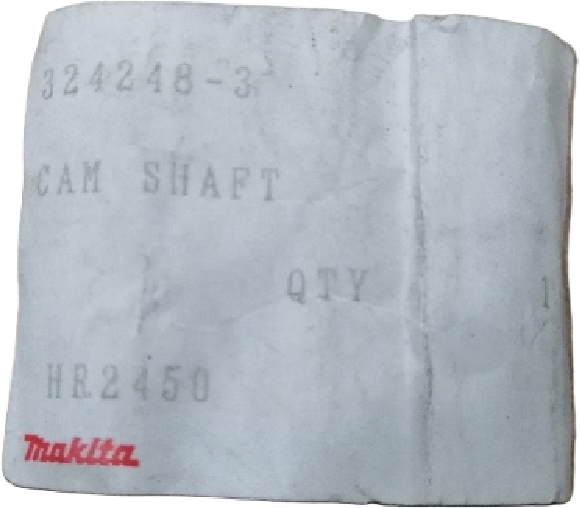 324248-3
CAM SHAFT
QTY 1
HR2450
makita